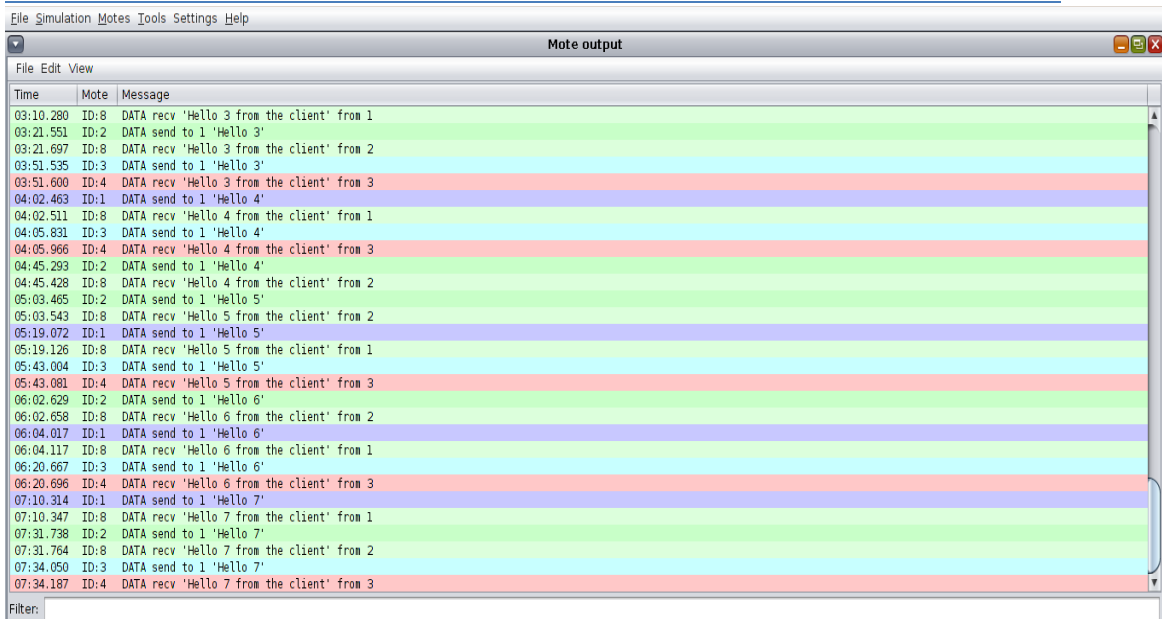 File Simulation Motes Tools Settings Help
Mote output
File Edit View
Time Mote Message
03:10.280 ID:8 DATA recv 'Hello 3 from the client' from 1
03:21.551 ID:2 DATA send to 1 'Hello 3'
03:21.697 ID:8 DATA recv 'Hello 3 from the client' from 2
03:51.535 ID:3 DATA send to 1 'Hello 3'
03:51.600 ID:4 DATA recv 'Hello 3 from the client' from 3
04:02.463 ID:1 DATA send to 1 'Hello 4'
04:02.511 ID:8 DATA recv 'Hello 4 from the client' from 1
04:05.831 ID:3 DATA send to 1 'Hello 4'
04:05.966 ID:4 DATA recv 'Hello 4 from the client' from 3
04:45.293 ID:2 DATA send to 1 'Hello 4'
04:45.428 ID:8 DATA recv 'Hello 4 from the client' from 2
05:03.465 ID:2 DATA send to 1 'Hello 5'
05:03.543 ID:8 DATA recv 'Hello 5 from the client' from 2
05:19.072 ID:1 DATA send to 1 'Hello 5'
05:19.126 ID:8 DATA recv 'Hello 5 from the client' from 1
05:43.004 ID:3 DATA send to 1 'Hello 5'
05:43.081 ID:4 DATA recv 'Hello 5 from the client' from 3
06:02.629 ID:2 DATA send to 1 'Hello 6'
06:02.658 ID:8 DATA recv 'Hello 6 from the client' from 2
06:04.017 ID:1 DATA send to 1 'Hello 6'
06:04.117 ID:8 DATA recv 'Hello 6 from the client' from 1
06:20.667 ID:3 DATA send to 1 'Hello 6'
06:20.696 ID:4 DATA recv 'Hello 6 from the client' from 3
07:10.314 ID:1 DATA send to 1 'Hello 7'
07:10.347 ID:8 DATA recv 'Hello 7 from the client' from 1
07:31.738 ID:2 DATA send to 1 'Hello 7'
07:31.764 ID:8 DATA recv 'Hello 7 from the client' from 2
07:34.050 ID:3 DATA send to 1 'Hello 7'
07:34.187 ID:4 DATA recv 'Hello 7 from the client' from 3
Filter: